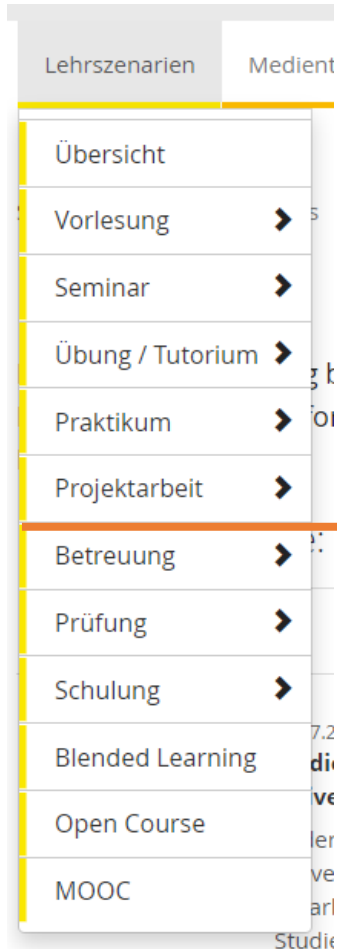 Lehrszenarien
Übersicht
Vorlesung
Seminar
Übung / Tutorium
Praktikum
Projektarbeit
Betreuung
Prüfung
Schulung
Blended Learning
Open Course
MOOC